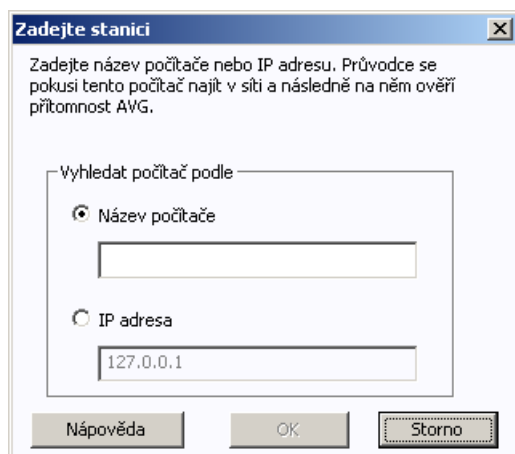 Zadejte stanici
Zadejte název počítače nebo IP adresu. Průvodce se
pokusi tento počítač najít v síti a následně na něm ověří
přítomnost AVG.
Vyhledat počítač podle
Název počítače
IP adresa
127.0.0.1
Nápověda OK Storno